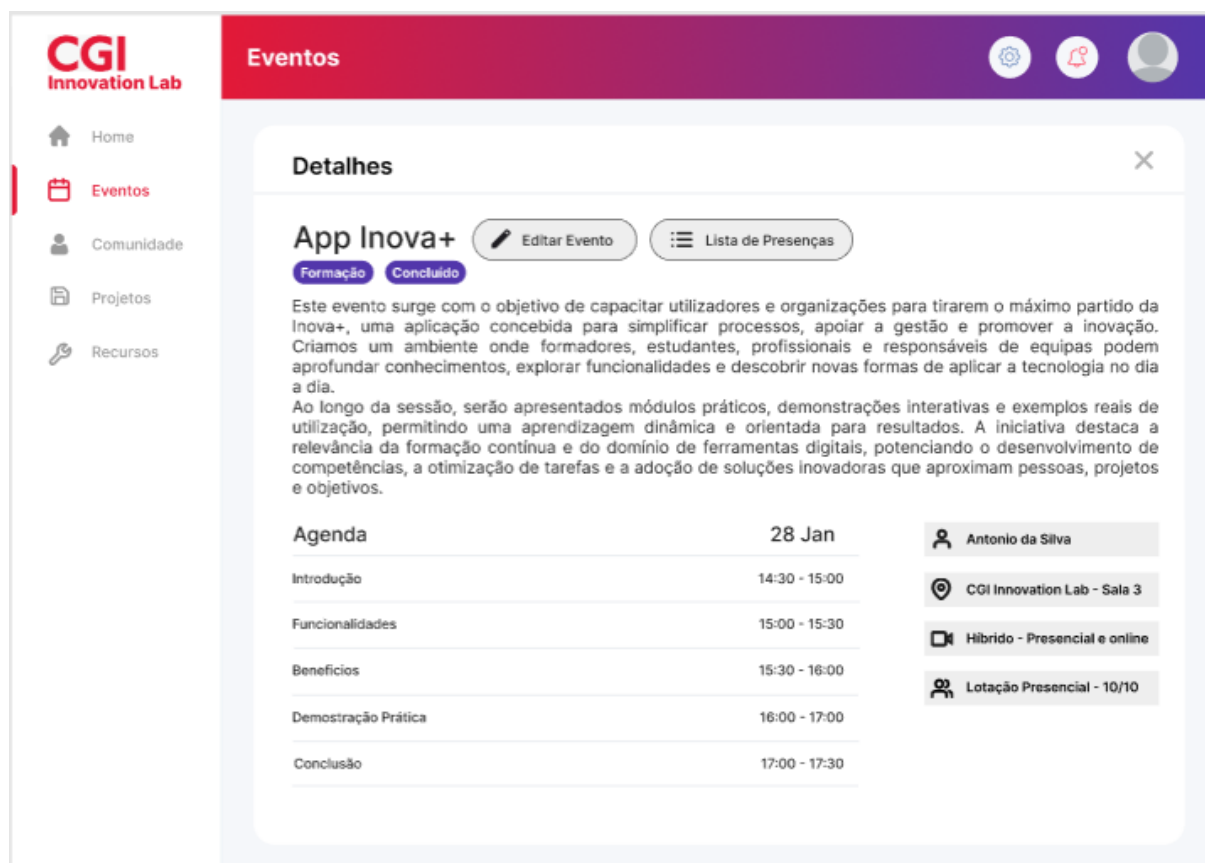 CGI
Innovation Lab
Eventos
Home
Eventos
Comunidade
Projetos
Recursos
Detalhes
App Inova+
Editar Evento
Lista de Presenças
Formação
Concluído
Este evento surge com o objetivo de capacitar utilizadores e organizações para tirarem o máximo partido da
Inova+, uma aplicação concebida para simplificar processos, apoiar a gestão e promover a inovação.
Criamos um ambiente onde formadores, estudantes, profissionais e responsáveis de equipas podem
aprofundar conhecimentos, explorar funcionalidades e descobrir novas formas de aplicar a tecnologia no dia
a dia.
Ao longo da sessão, serão apresentados módulos práticos, demonstrações interativas e exemplos reais de
utilização, permitindo uma aprendizagem dinâmica e orientada para resultados. A iniciativa destaca a
relevância da formação contínua e do domínio de ferramentas digitais, potenciando o desenvolvimento de
competências, a otimização de tarefas e a adoção de soluções inovadoras que aproximam pessoas, projetos
e objetivos.
Agenda 28 Jan
Introdução 14:30 - 15:00
Funcionalidades 15:00 - 15:30
Beneficios 15:30 - 16:00
Demostração Prática 16:00 - 17:00
Conclusão 17:00 - 17:30
Antonio da Silva
CGI Innovation Lab - Sala 3
Híbrido - Presencial e online
Lotação Presencial - 10/10